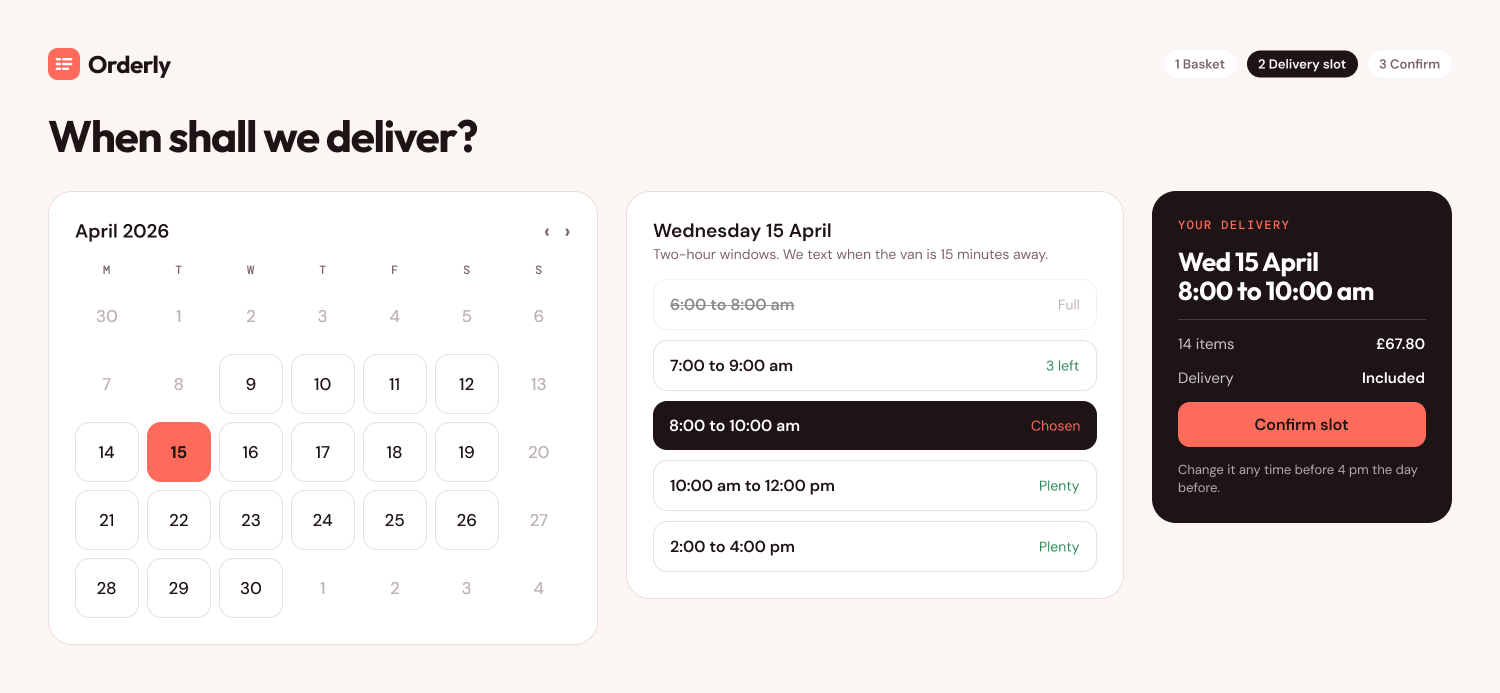 Orderly
1 Basket 2 Delivery slot 3 Confirm
When shall we deliver?
April 2026 ‹ ›
M T W T F S S
30 1 2 3 4 5 6
7 8 9 10 11 12 13
14 15 16 17 18 19 20
21 22 23 24 25 26 27
28 29 30 1 2 3 4
Wednesday 15 April
Two-hour windows. We text when the van is 15 minutes away.
6:00 to 8:00 am Full
7:00 to 9:00 am 3 left
8:00 to 10:00 am Chosen
10:00 am to 12:00 pm Plenty
2:00 to 4:00 pm Plenty
YOUR DELIVERY
Wed 15 April
8:00 to 10:00 am
14 items £67.80
Delivery Included
Confirm slot
Change it any time before 4 pm the day
before.